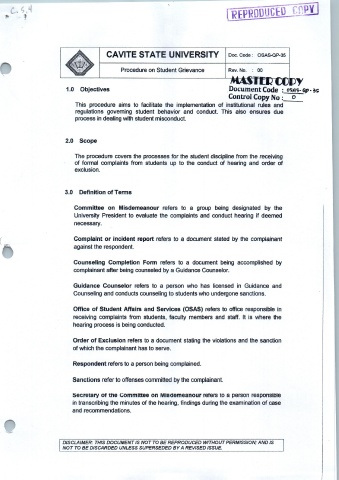 C.S.4
REPRODUCED COPY
CAVITE STATE UNIVERSITY
Doc. Code : OSAS-QP-35
Procedure on Student Grievance
Rev. No. : 00
MASTER COPY
Document Code : OSAS-QP-35
Control Copy No : 0
1.0 Objectives
This procedure aims to facilitate the implementation of institutional rules and
regulations governing student behavior and conduct. This also ensures due
process in dealing with student misconduct.
2.0 Scope
The procedure covers the processes for the student discipline from the receiving
of formal complaints from students up to the conduct of hearing and order of
exclusion.
3.0 Definition of Terms
Committee on Misdemeanour refers to a group being designated by the
University President to evaluate the complaints and conduct hearing if deemed
necessary.
Complaint or incident report refers to a document stated by the complainant
against the respondent.
Counseling Completion Form refers to a document being accomplished by
complainant after being counseled by a Guidance Counselor.
Guidance Counselor refers to a person who has licensed in Guidance and
Counseling and conducts counseling to students who undergone sanctions.
Office of Student Affairs and Services (OSAS) refers to office responsible in
receiving complaints from students, faculty members and staff. It is where the
hearing process is being conducted.
Order of Exclusion refers to a document stating the violations and the sanction
of which the complainant has to serve.
Respondent refers to a person being complained.
Sanctions refer to offenses committed by the complainant.
Secretary of the Committee on Misdemeanour refers to a person responsible
in transcribing the minutes of the hearing, findings during the examination of case
and recommendations.
DISCLAIMER: THIS DOCUMENT IS NOT TO BE REPRODUCED WITHOUT PERMISSION; AND IS
NOT TO BE DISCARDED UNLESS SUPERSEDED BY A REVISED ISSUE.